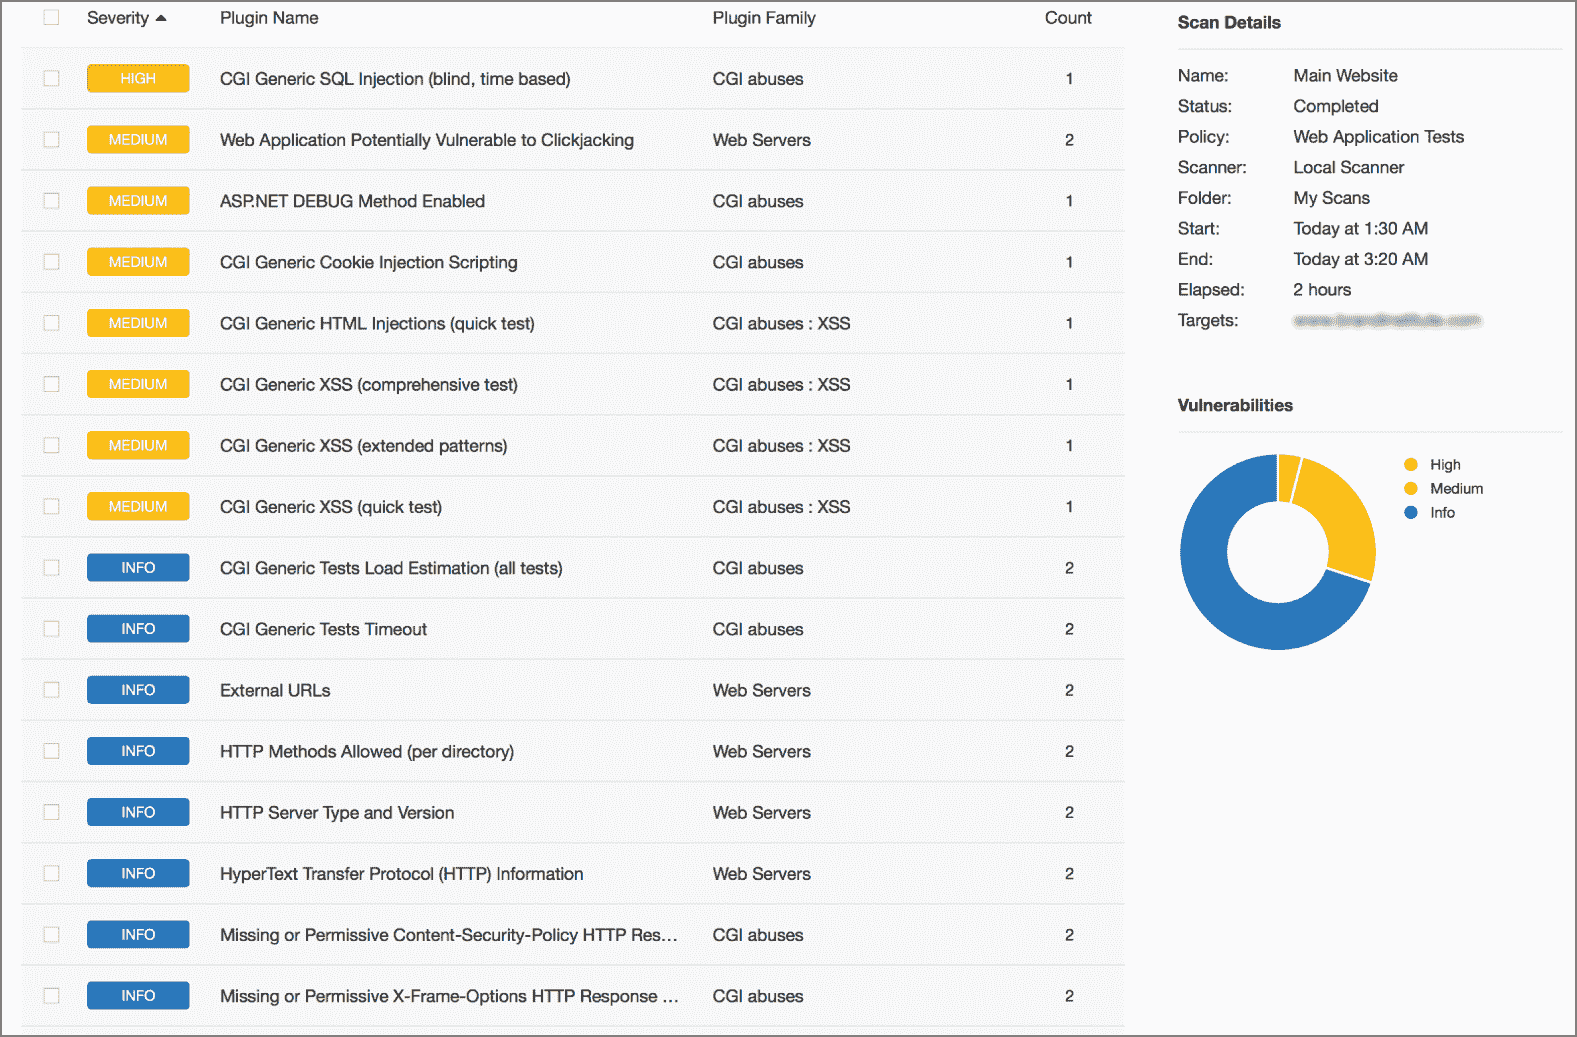 Severity Plugin Name Plugin Family Count
HIGH CGI Generic SQL Injection (blind, time based) CGI abuses 1
MEDIUM Web Application Potentially Vulnerable to Clickjacking Web Servers 2
MEDIUM ASP.NET DEBUG Method Enabled CGI abuses 1
MEDIUM CGI Generic Cookie Injection Scripting CGI abuses 1
MEDIUM CGI Generic HTML Injections (quick test) CGI abuses : XSS 1
MEDIUM CGI Generic XSS (comprehensive test) CGI abuses : XSS 1
MEDIUM CGI Generic XSS (extended patterns) CGI abuses : XSS 1
MEDIUM CGI Generic XSS (quick test) CGI abuses : XSS 1
INFO CGI Generic Tests Load Estimation (all tests) CGI abuses 2
INFO CGI Generic Tests Timeout CGI abuses 2
INFO External URLs Web Servers 2
INFO HTTP Methods Allowed (per directory) Web Servers 2
INFO HTTP Server Type and Version Web Servers 2
INFO HyperText Transfer Protocol (HTTP) Information Web Servers 2
INFO Missing or Permissive Content-Security-Policy HTTP Res... CGI abuses 2
INFO Missing or Permissive X-Frame-Options HTTP Response ... CGI abuses 2
Scan Details
Name: Main Website
Status: Completed
Policy: Web Application Tests
Scanner: Local Scanner
Folder: My Scans
Start: Today at 1:30 AM
End: Today at 3:20 AM
Elapsed: 2 hours
Targets:
Vulnerabilities
High
Medium
Info